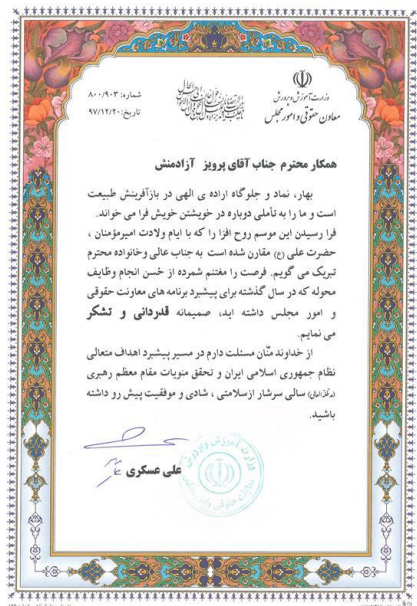 شماره: ۸۰۰/۹۰۳
تاریخ: ۹۷/۱۲/۲۰
وزارت آموزش و پرورش
معاون حقوقی و امور مجلس
همکار محترم جناب آقای پرویز آزادمنش
بهار، نماد و جلوگاه اراده ی الهی در بازآفرینش طبیعت
است و ما را به تأملی دوباره در خویشتن خویش فرا می خواند.
فرا رسیدن این موسم روح افزا را که با ایام ولادت امیرمؤمنان ،
حضرت علی (ع) مقارن شده است به جناب عالی وخانواده محترم
تبریک می گویم. فرصت را مغتنم شمرده از حُسن انجام وظایف
محوله که در سال گذشته برای پیشبرد برنامه های معاونت حقوقی
و امور مجلس داشته اید، صمیمانه قدردانی و تشکر
می نمایم.
از خداوند منّان مسئلت دارم در مسیر پیشبرد اهداف متعالی
نظام جمهوری اسلامی ایران و تحقق منویات مقام معظم رهبری
سالی سرشار ازسلامتی ، شادی و موفقیت پیش رو داشته
باشید.
علی عسکری